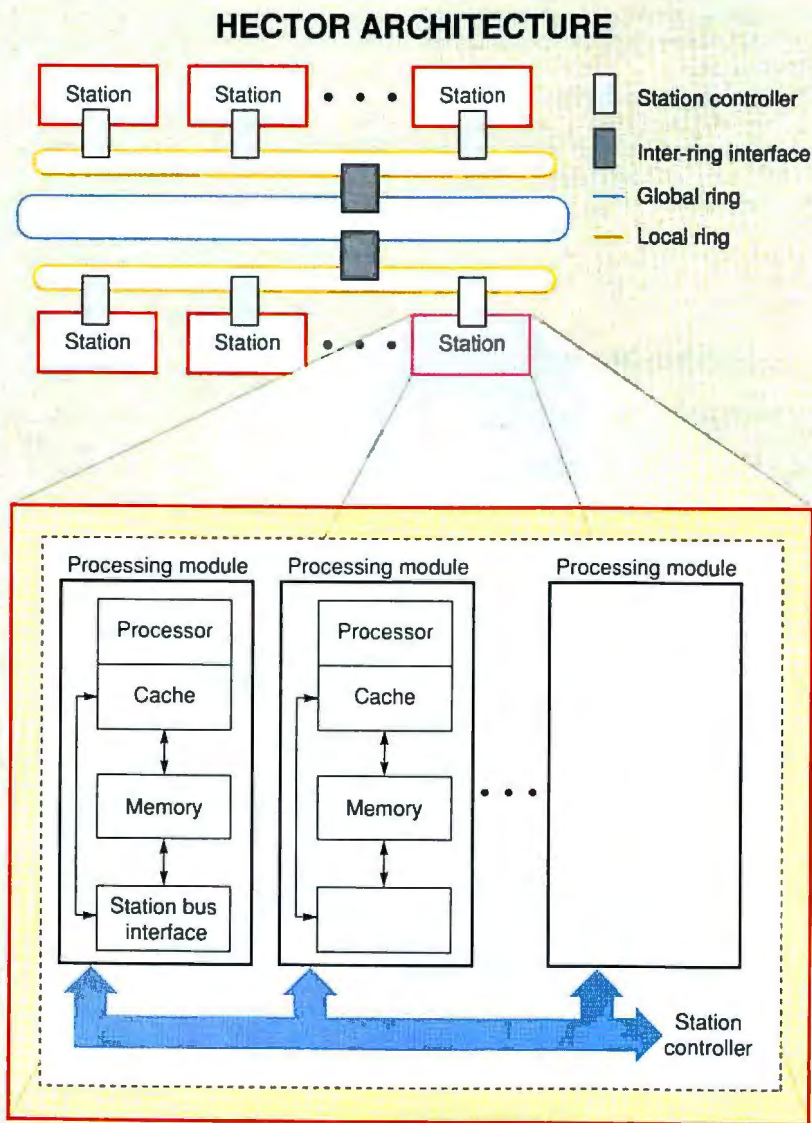 HECTOR ARCHITECTURE
Station
Station
Station
Station controller
Inter-ring interface
Global ring
Local ring
Station
Station
Station
Processing module
Processing module
Processing module
Processor
Processor
Cache
Cache
Memory
Memory
Station bus
interface
Station
controller